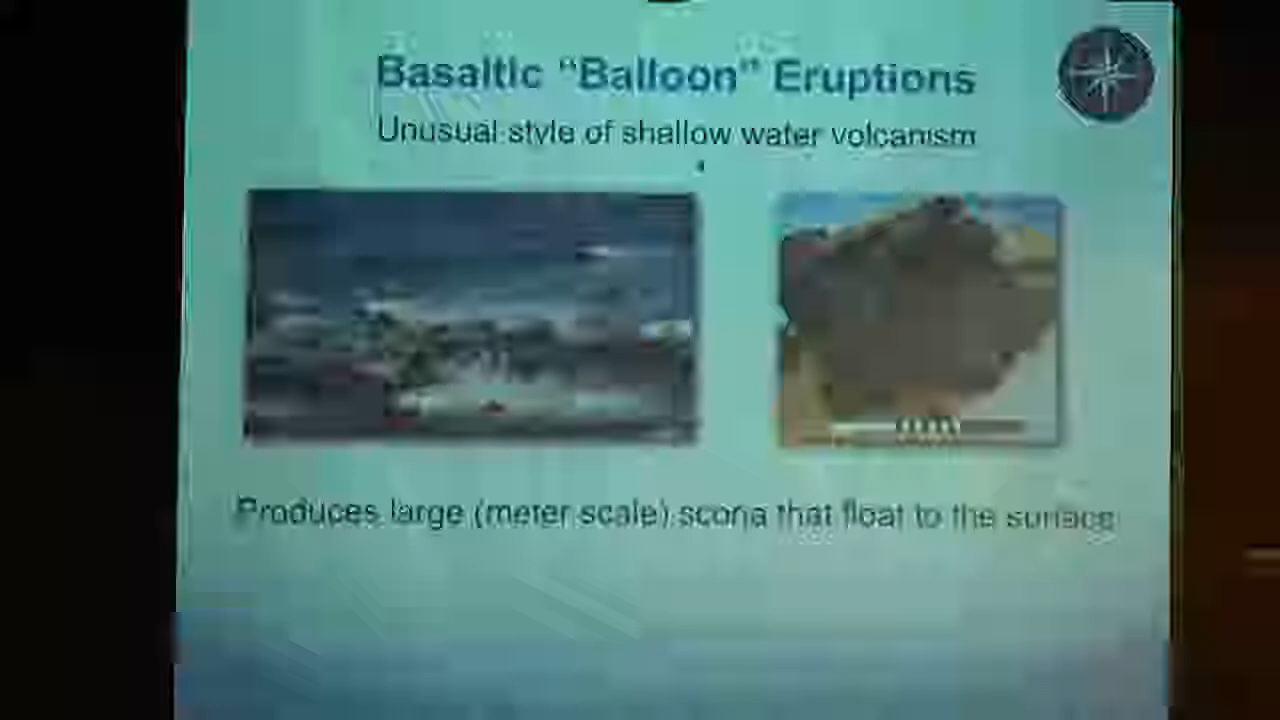 Basaltic “Balloon” Eruptions
Unusual style of shallow water volcanism
Produces large (meter scale) scoria that float to the surface